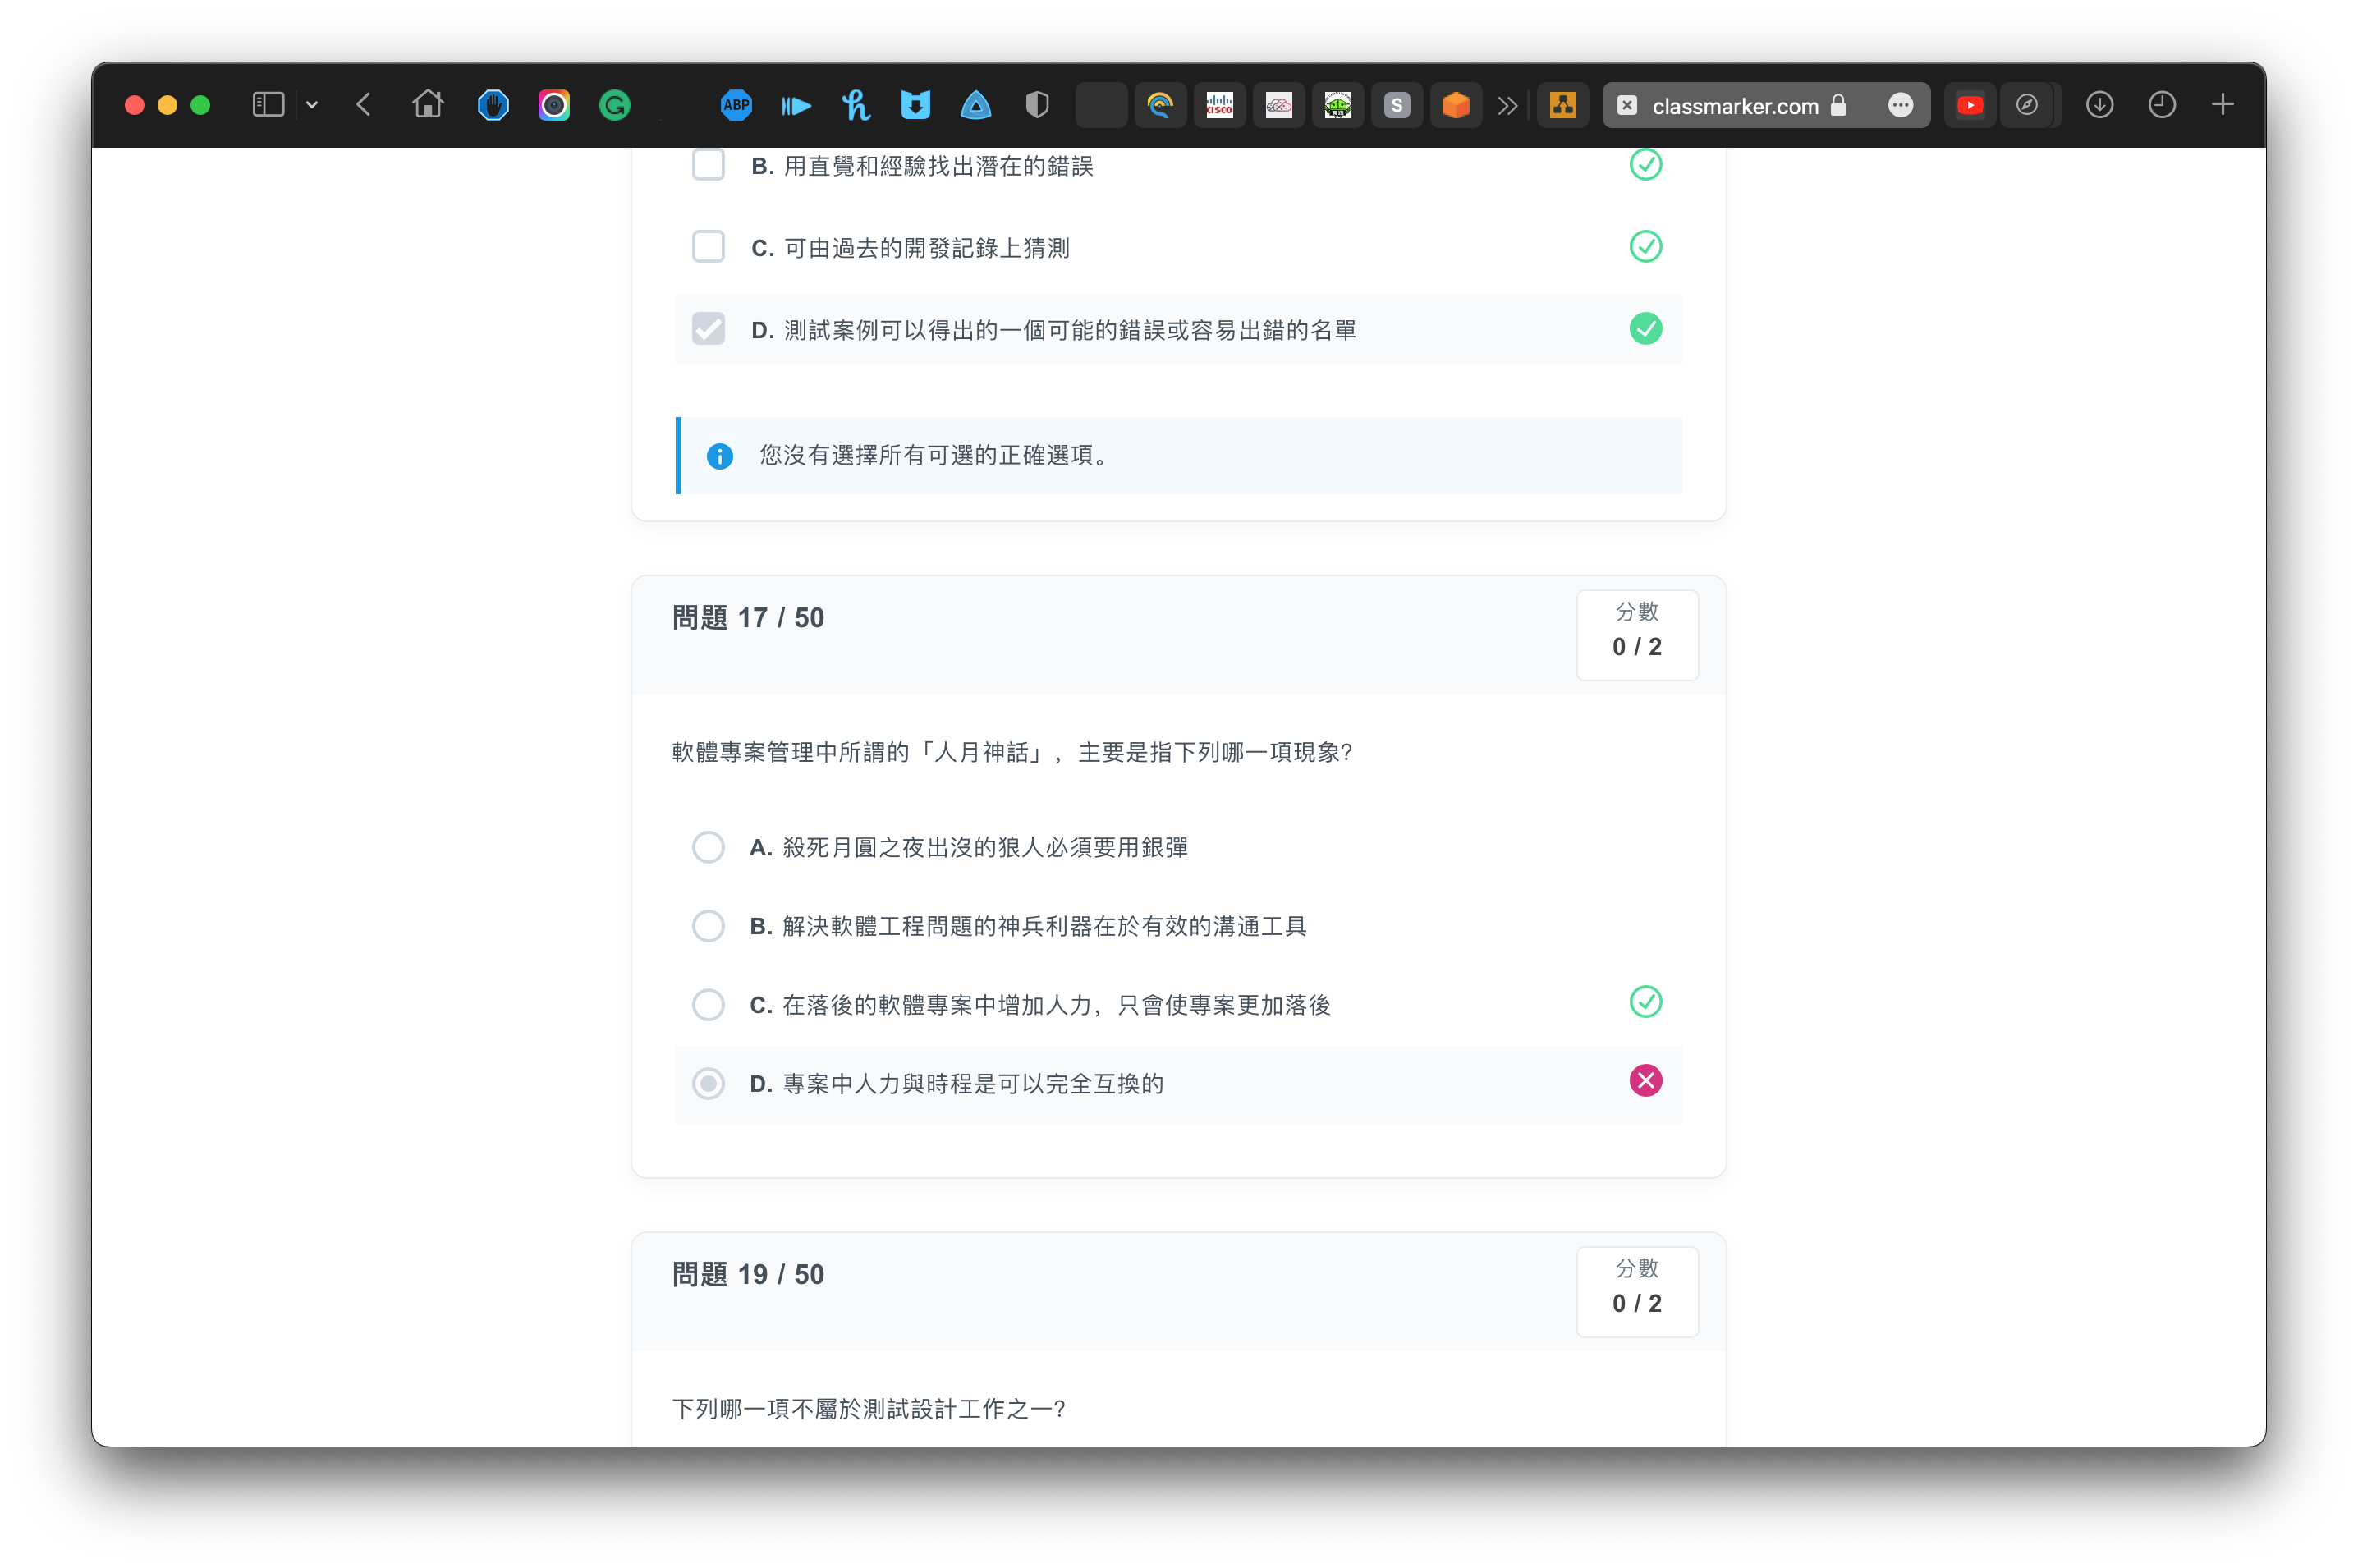 ABP
CISCO
S
classmarker.com
B. 用直覺和經驗找出潛在的錯誤
C. 可由過去的開發記錄上猜測
D. 測試案例可以得出的一個可能的錯誤或容易出錯的名單
您沒有選擇所有可選的正確選項。
問題 17 / 50
分數
0 / 2
軟體專案管理中所謂的「人月神話」，主要是指下列哪一項現象?
A. 殺死月圓之夜出沒的狼人必須要用銀彈
B. 解決軟體工程問題的神兵利器在於有效的溝通工具
C. 在落後的軟體專案中增加人力，只會使專案更加落後
D. 專案中人力與時程是可以完全互換的
問題 19 / 50
分數
0 / 2
下列哪一項不屬於測試設計工作之一?